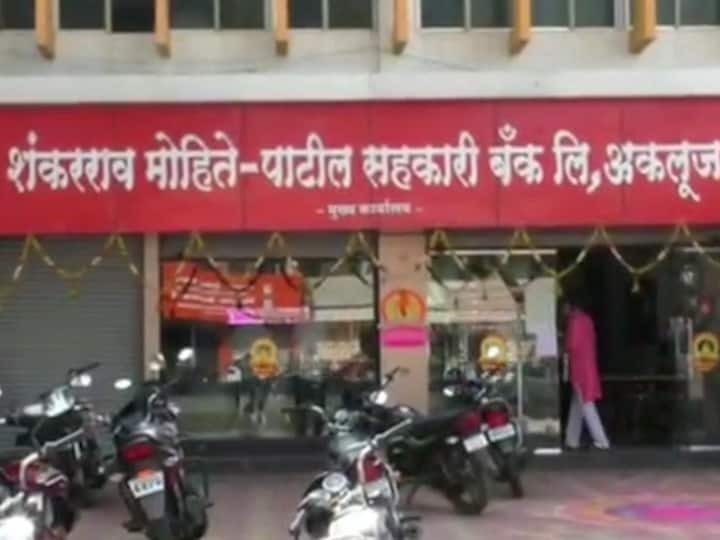 शंकरराव मोहिते-पाटील सहकारी बँक लि,अकलूज
- मुख्य कार्यालय -